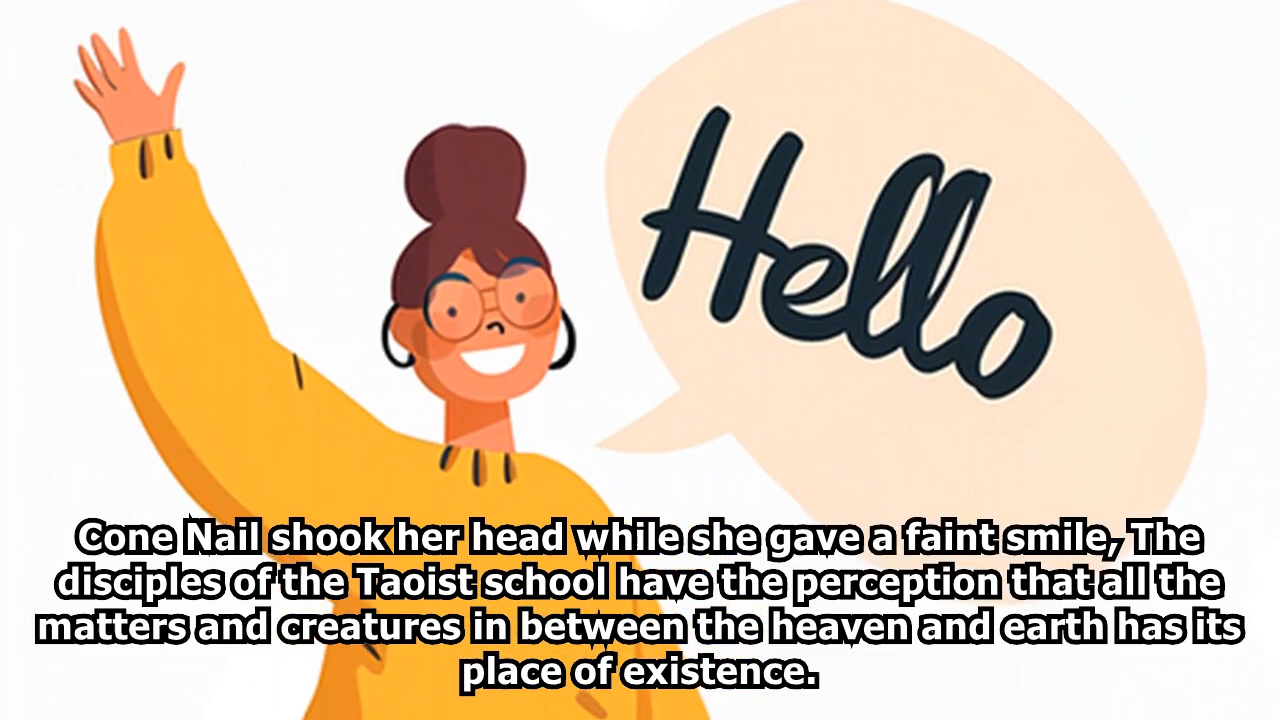 Hello
Cone Nail shook her head while she gave a faint smile, The
disciples of the Taoist school have the perception that all the
matters and creatures in between the heaven and earth has its
place of existence.